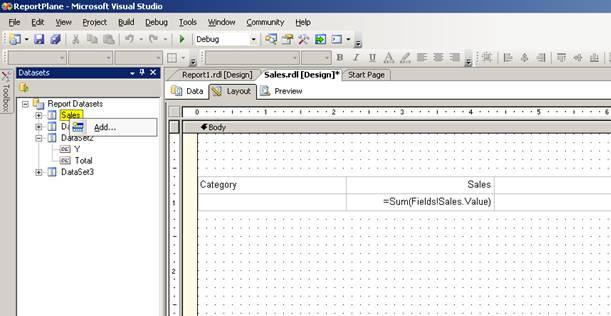 ReportPlane - Microsoft Visual Studio
File Edit View Project Build Debug Tools Window Community Help
Debug
Datasets
Toolbox
Report Datasets
Sales
Add...
DataSet2
Y
Total
DataSet3
Report1.rdl [Design] Sales.rdl [Design]* Start Page
Data Layout Preview
0 1 2 3 4 5 6
Body
Category Sales
=Sum(Fields!Sales.Value)
1
2